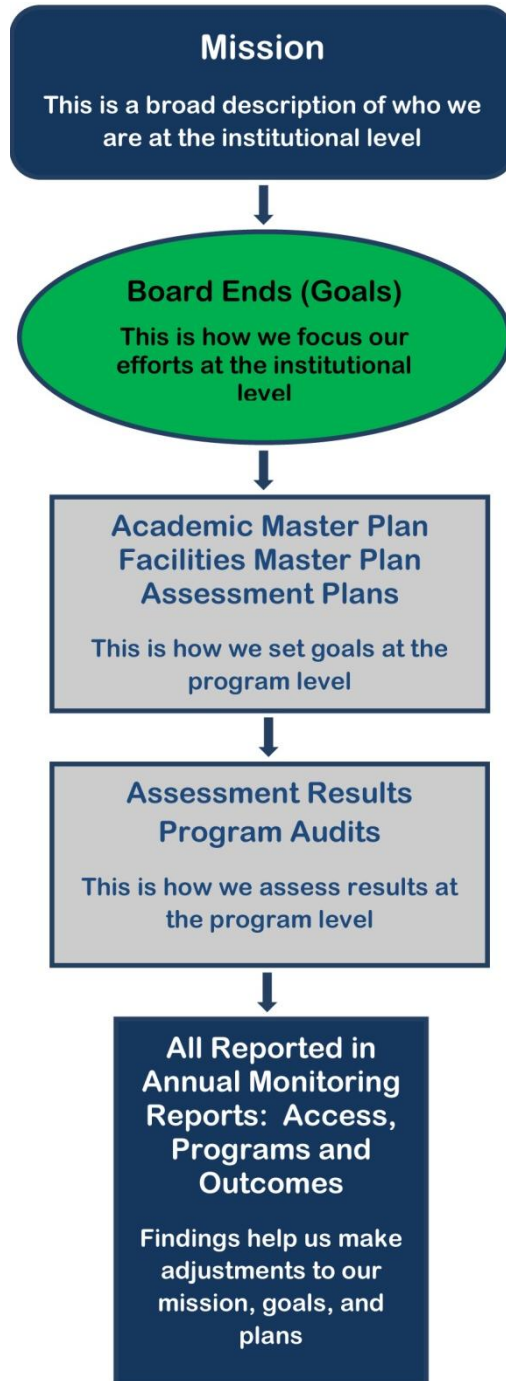 Mission
This is a broad description of who we
are at the institutional level
Board Ends (Goals)
This is how we focus our
efforts at the institutional
level
Academic Master Plan
Facilities Master Plan
Assessment Plans
This is how we set goals at the
program level
Assessment Results
Program Audits
This is how we assess results at
the program level
All Reported in
Annual Monitoring
Reports:  Access,
Programs and
Outcomes
Findings help us make
adjustments to our
mission, goals, and
plans